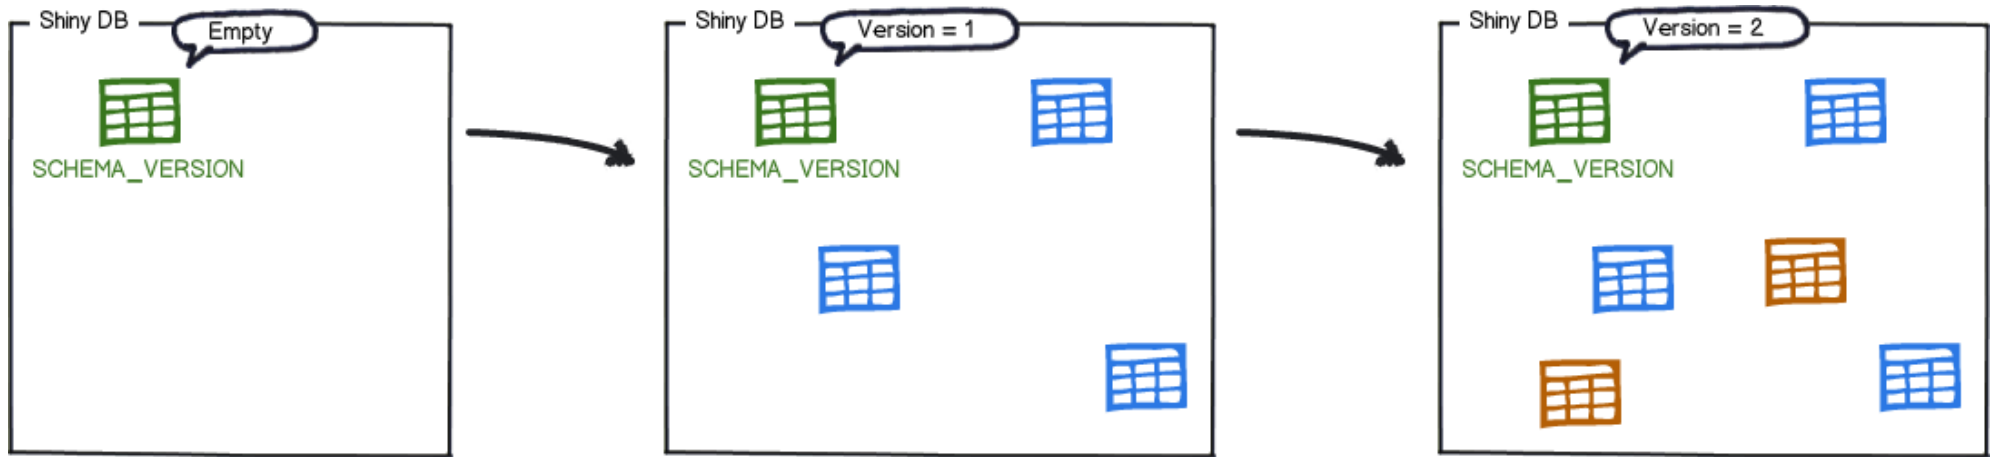 Shiny DB
Empty
SCHEMA_VERSION
Shiny DB
Version = 1
SCHEMA_VERSION
Shiny DB
Version = 2
SCHEMA_VERSION